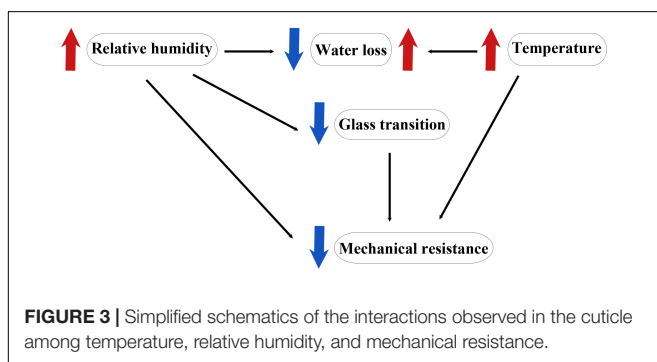 Relative humidity
Water loss
Temperature
Glass transition
Mechanical resistance
FIGURE 3 | Simplified schematics of the interactions observed in the cuticle
among temperature, relative humidity, and mechanical resistance.